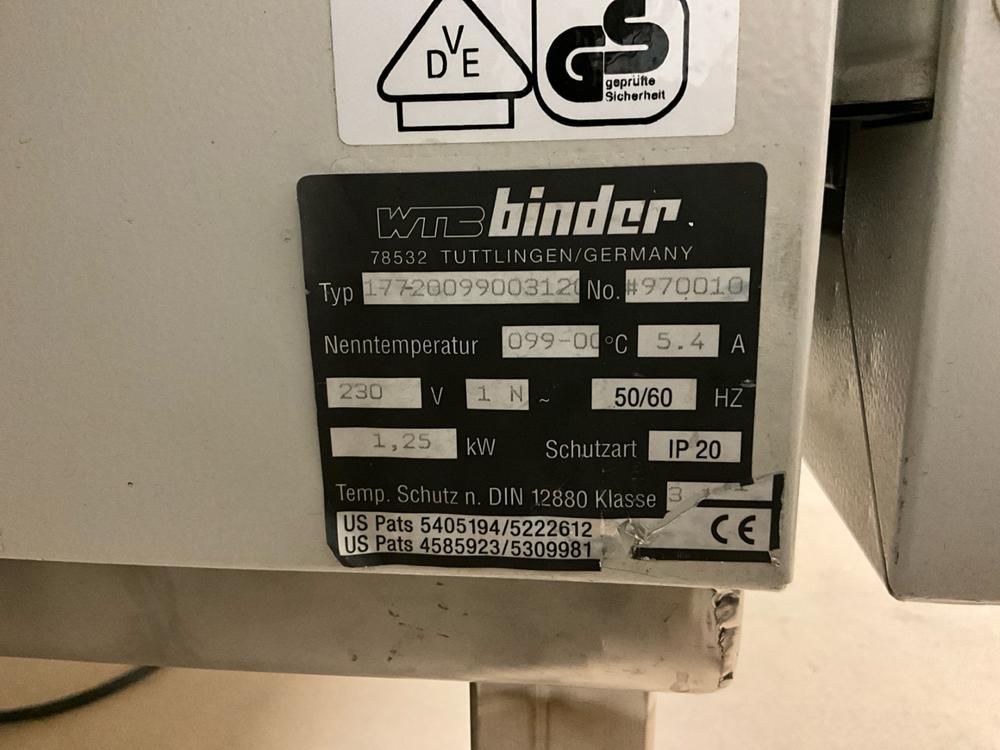 DVE
GS
geprüfte
Sicherheit
WTB binder
78532 TUTTLINGEN/GERMANY
Typ 17720099003120 No. #970010
Nenntemperatur 099-00 °C 5.4 A
230 V 1 N ~ 50/60 HZ
1,25 kW Schutzart IP 20
Temp. Schutz n. DIN 12880 Klasse 3
US Pats 5405194/5222612
US Pats 4585923/5309981
CE